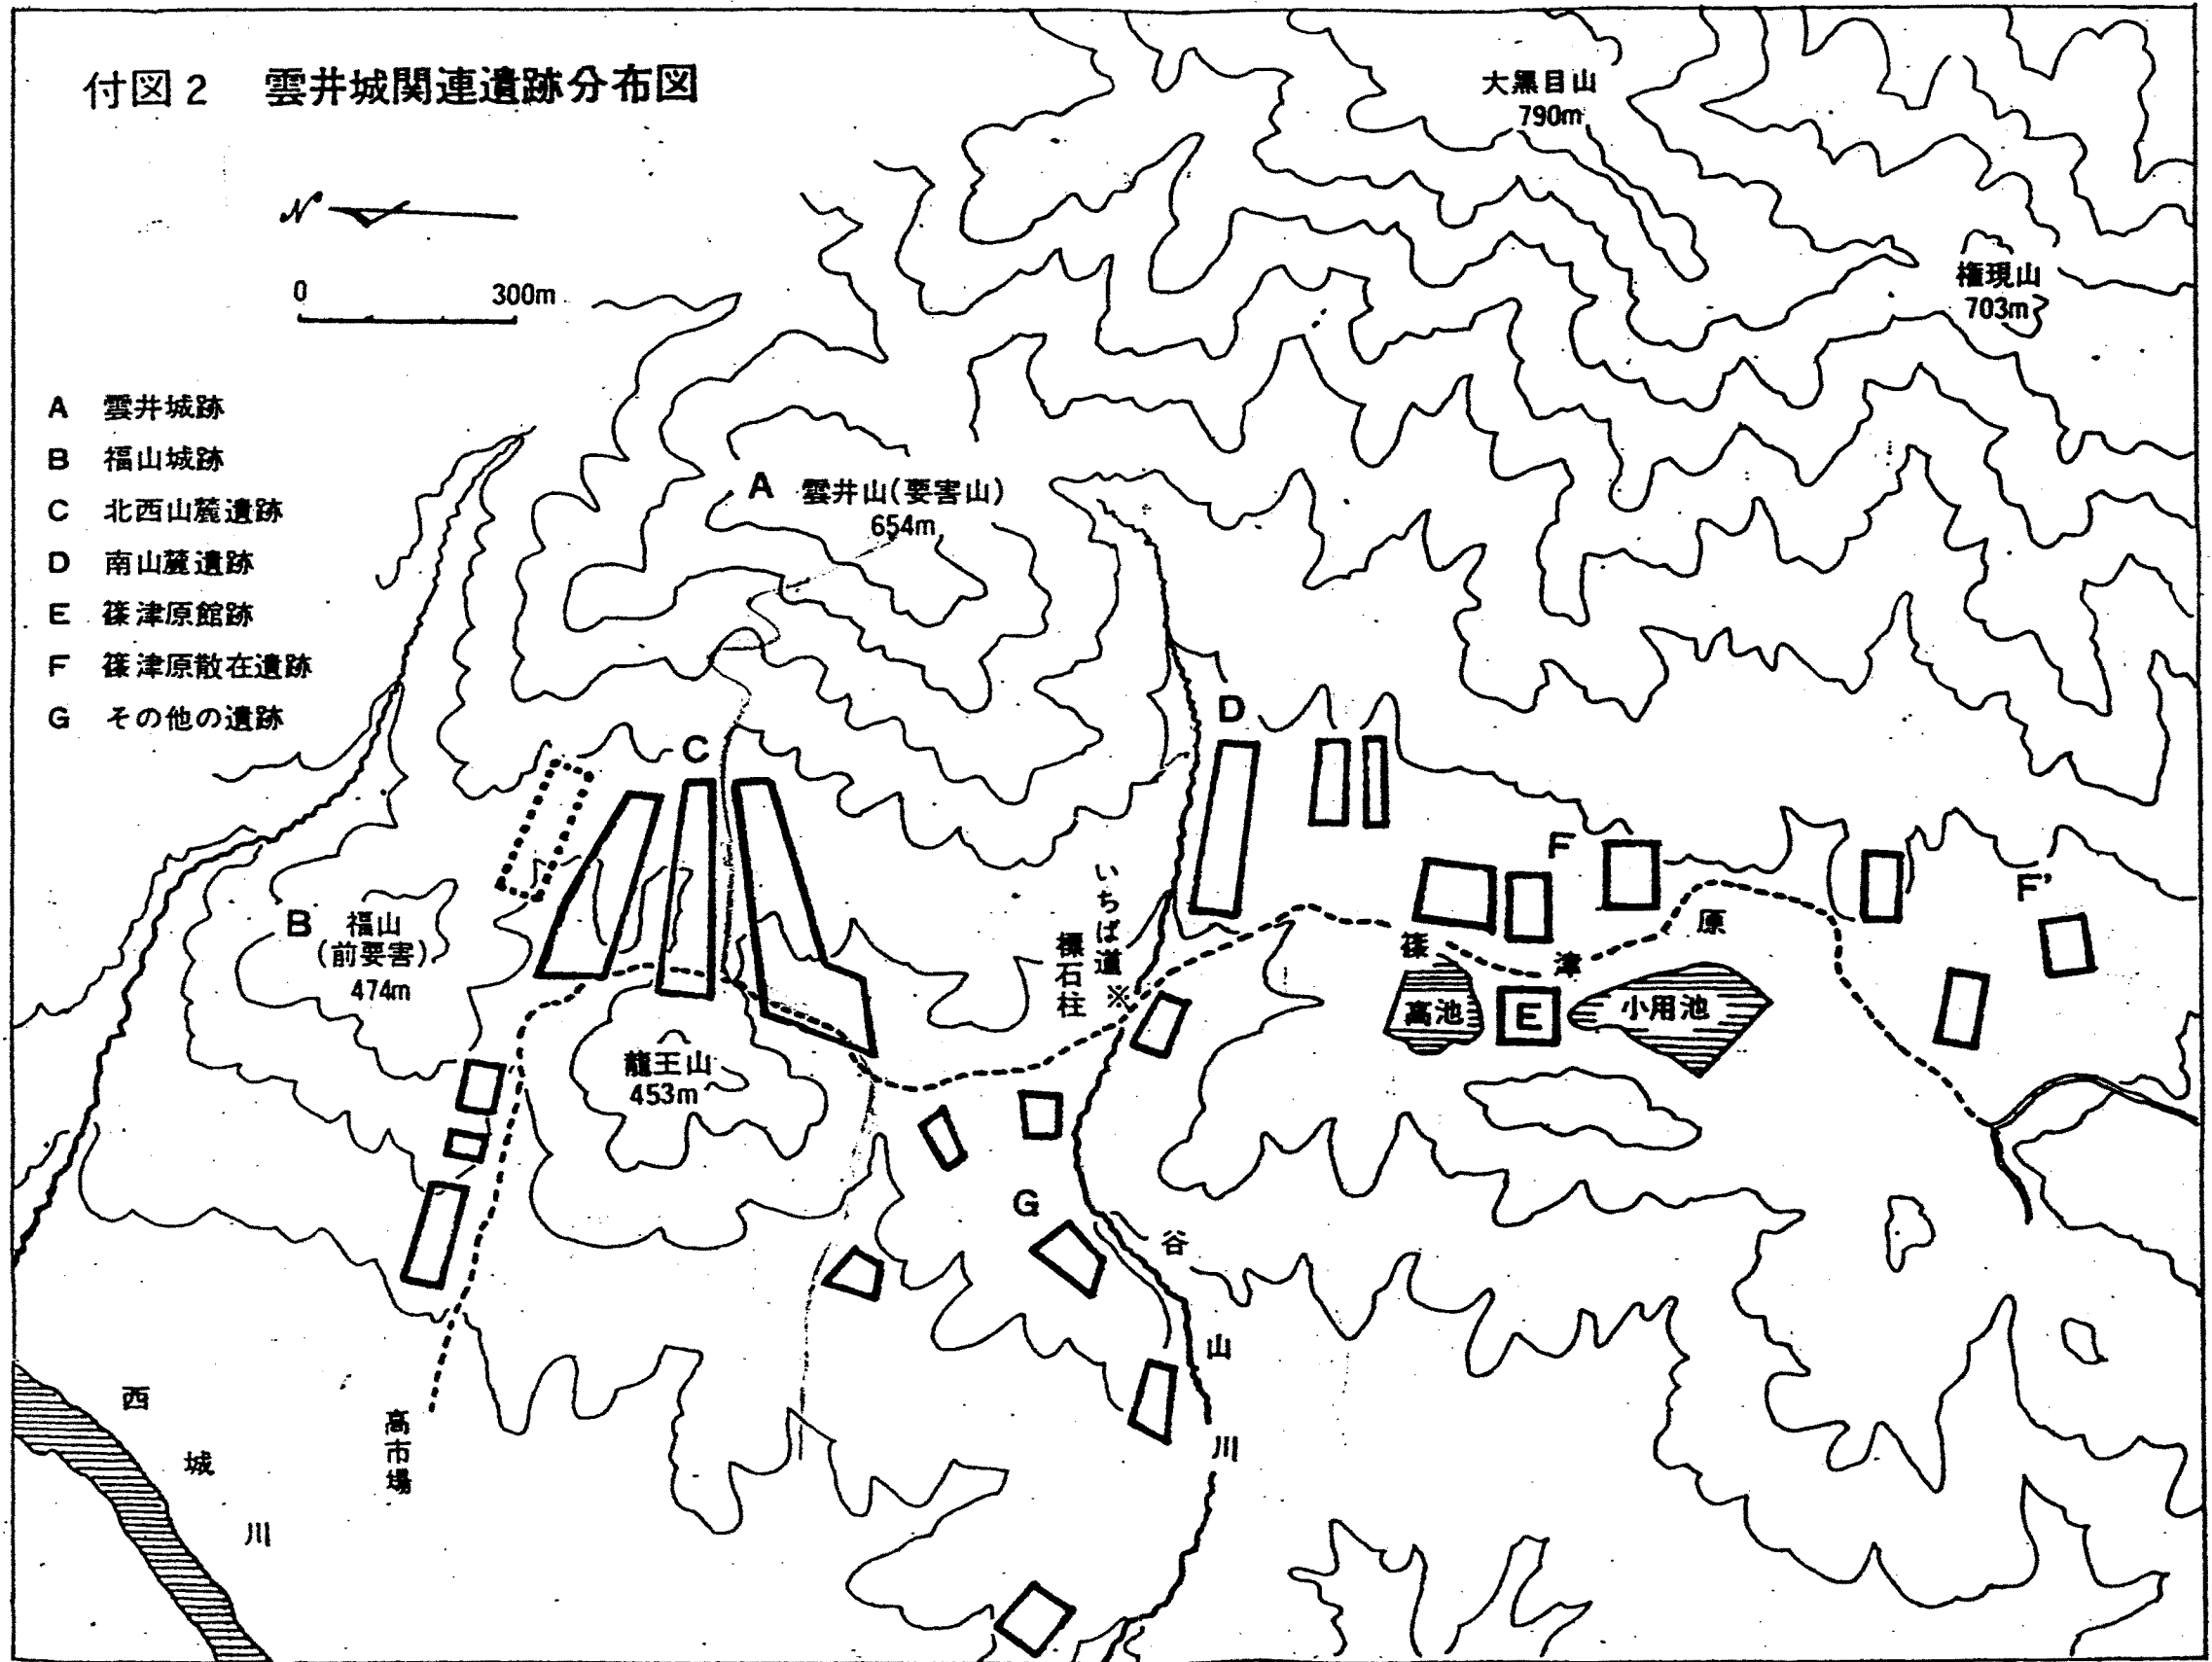 付図2 雲井城関連遺跡分布図
N
0 300m
A 雲井城跡
B 福山城跡
C 北西山麓遺跡
D 南山麓遺跡
E 篠津原館跡
F 篠津原散在遺跡
G その他の遺跡
大黒目山
790m
権現山
703m
A 雲井山(要害山)
654m
C
D
B 福山
(前要害)
474m
龍王山
453m
いちば道
標石柱 ※
F
F'
篠津原
高池
E
小用池
G
谷山川
高市場
西城川